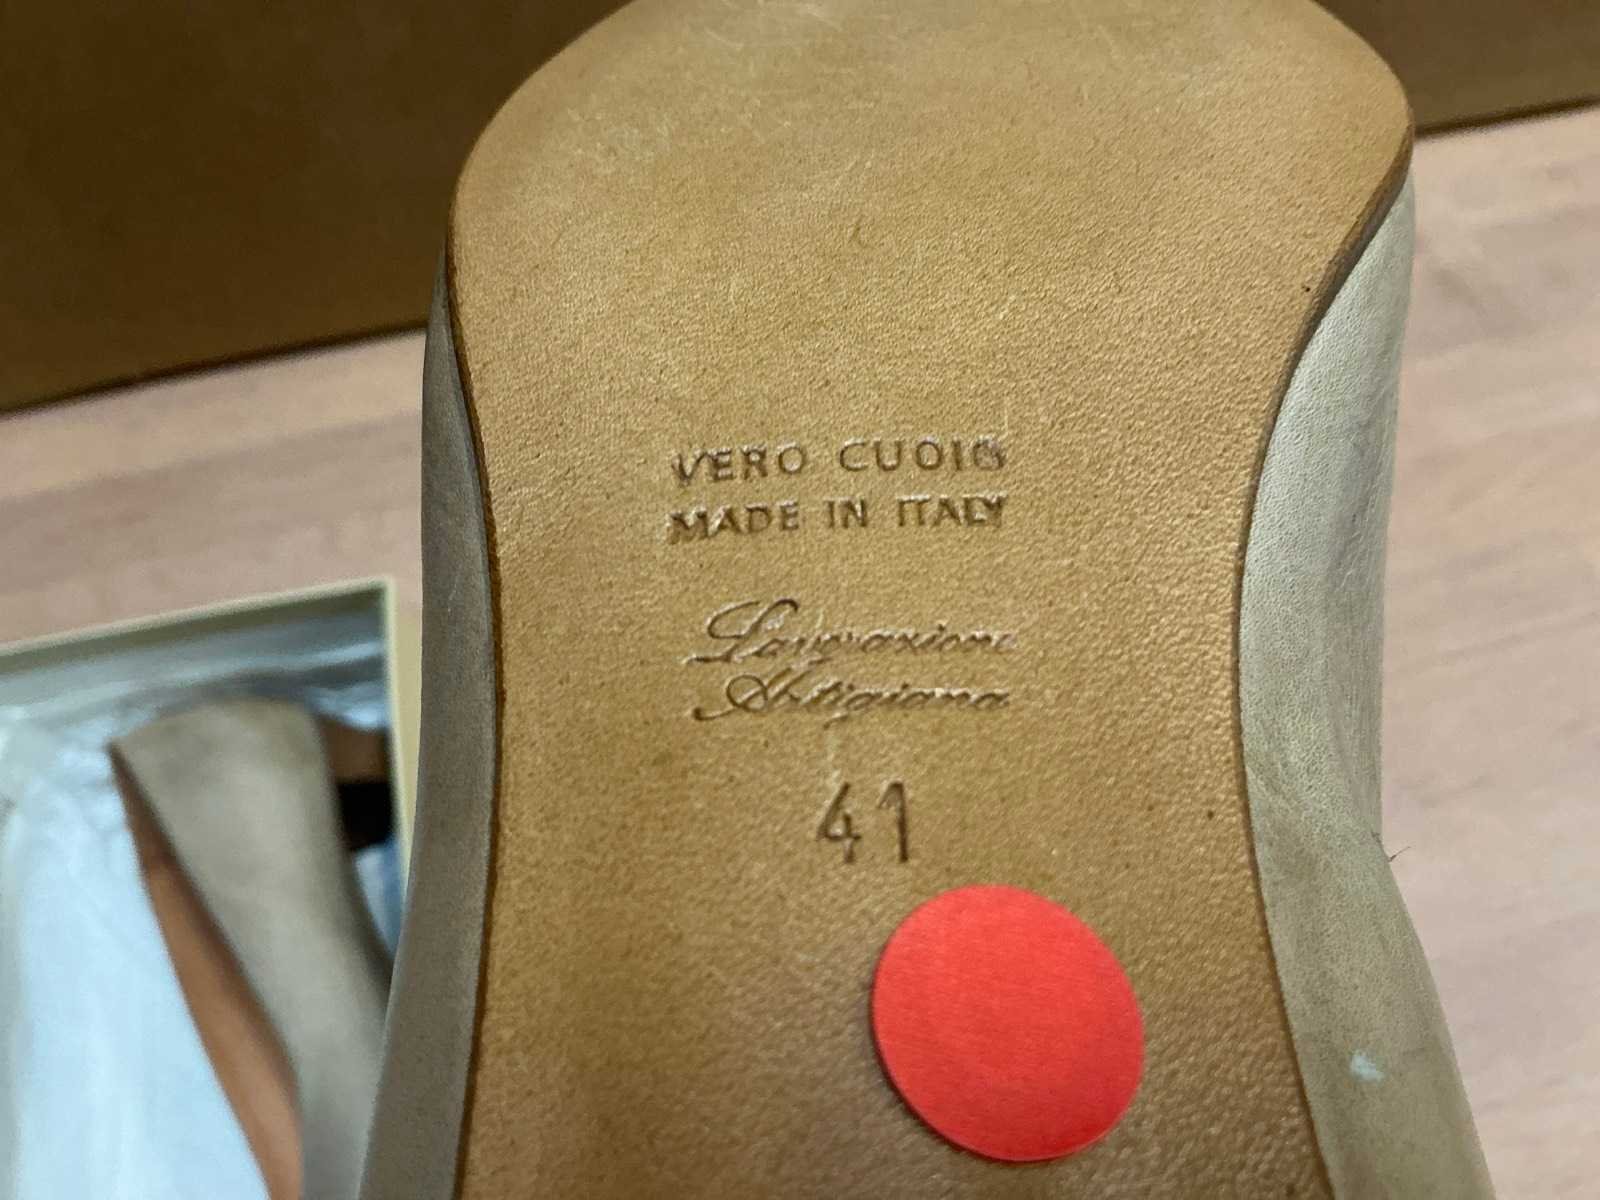 VERO CUOIO
MADE IN ITALY
Lavorazione
Artigiana
41